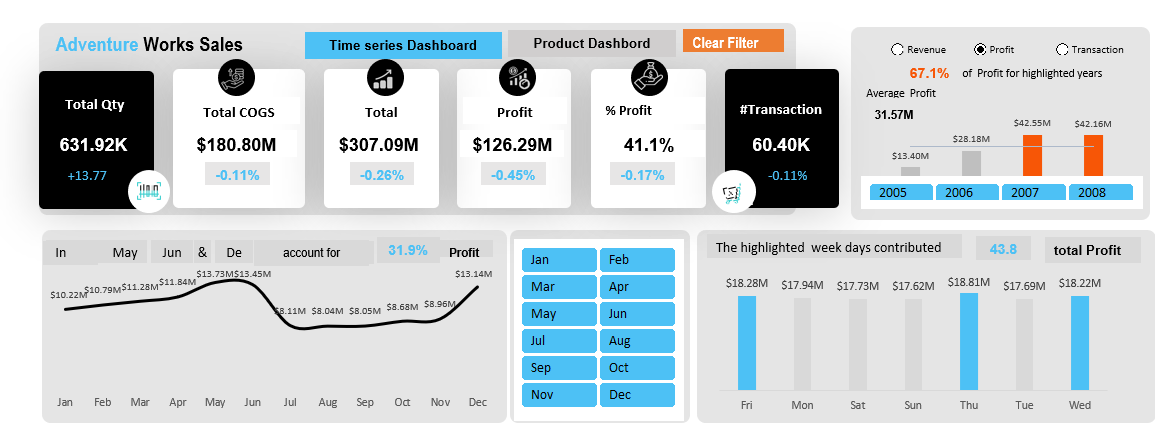 Adventure Works Sales
Time series Dashboard
Product Dashbord
Clear Filter
Total Qty
631.92K
+13.77
Total COGS
$180.80M
-0.11%
Total
$307.09M
-0.26%
Profit
$126.29M
-0.45%
% Profit
41.1%
-0.17%
#Transaction
60.40K
-0.11%
Revenue
Profit
Transaction
67.1% of Profit for highlighted years
Average Profit
31.57M
$13.40M
$28.18M
$42.55M
$42.16M
2005
2006
2007
2008
In May Jun & De account for 31.9% Profit
$10.22M
$10.79M
$11.28M
$11.84M
$13.73M
$13.45M
$8.11M
$8.04M
$8.05M
$8.68M
$8.96M
$13.14M
Jan
Feb
Mar
Apr
May
Jun
Jul
Aug
Sep
Oct
Nov
Dec
Jan
Feb
Mar
Apr
May
Jun
Jul
Aug
Sep
Oct
Nov
Dec
The highlighted week days contributed 43.8 total Profit
$18.28M
$17.94M
$17.73M
$17.62M
$18.81M
$17.69M
$18.22M
Fri
Mon
Sat
Sun
Thu
Tue
Wed